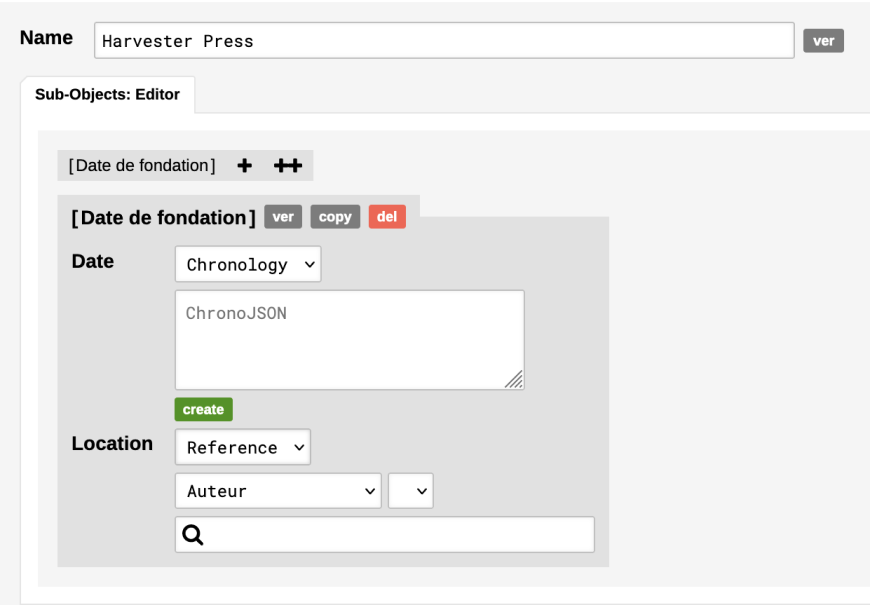 Name Harvester Press ver
Sub-Objects: Editor
[Date de fondation] + ++
[Date de fondation] ver copy del
Date Chronology
ChronoJSON
create
Location Reference
Auteur